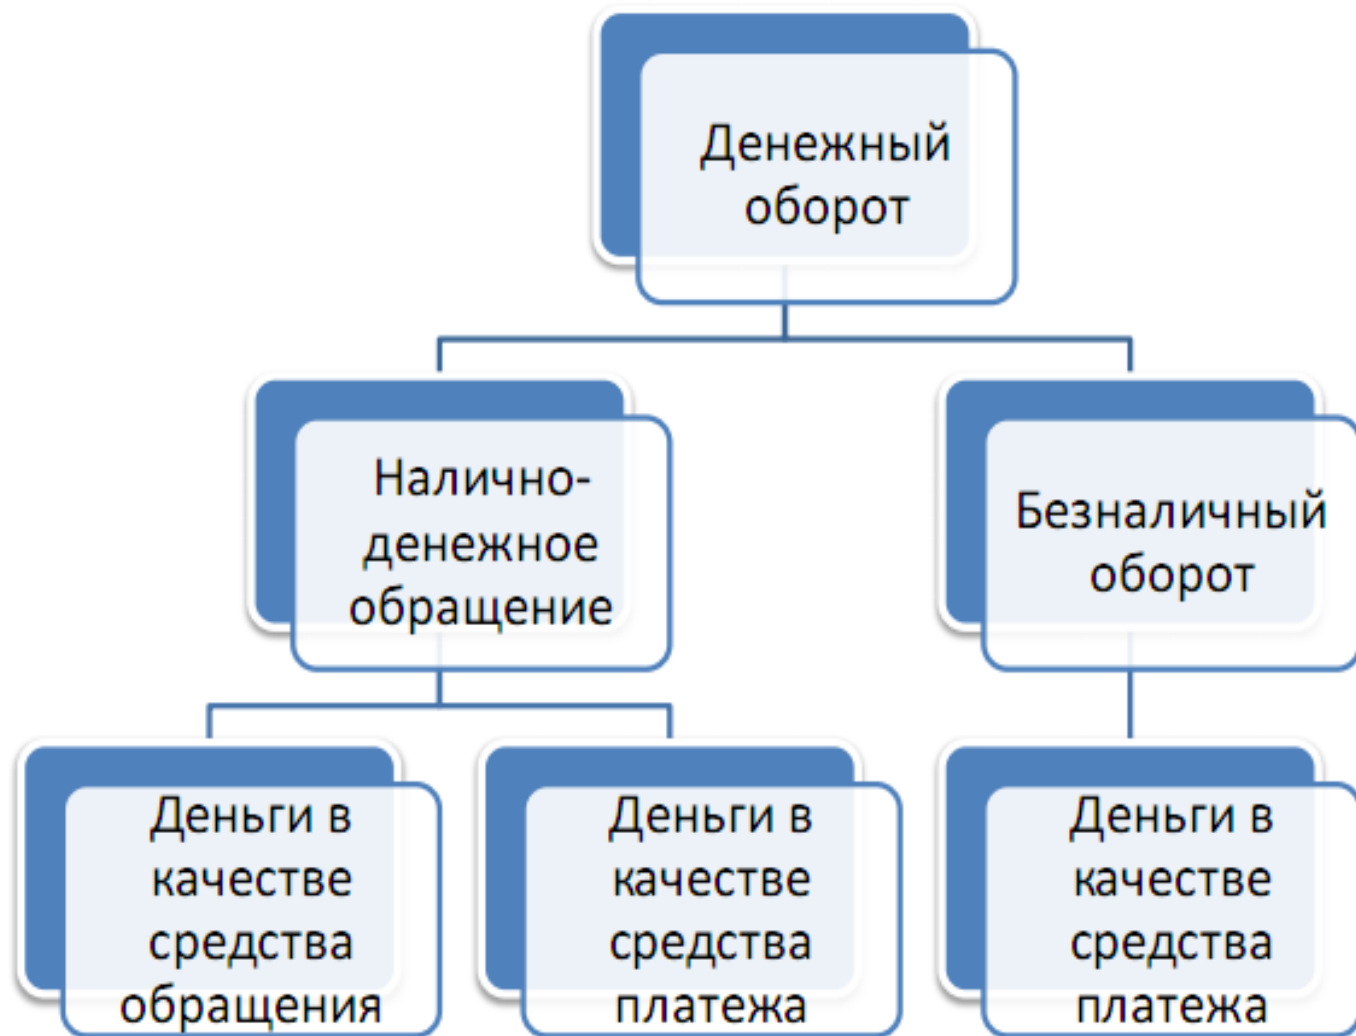 Денежный
оборот
Налично-
денежное
обращение
Безналичный
оборот
Деньги в
качестве
средства
обращения
Деньги в
качестве
средства
платежа
Деньги в
качестве
средства
платежа